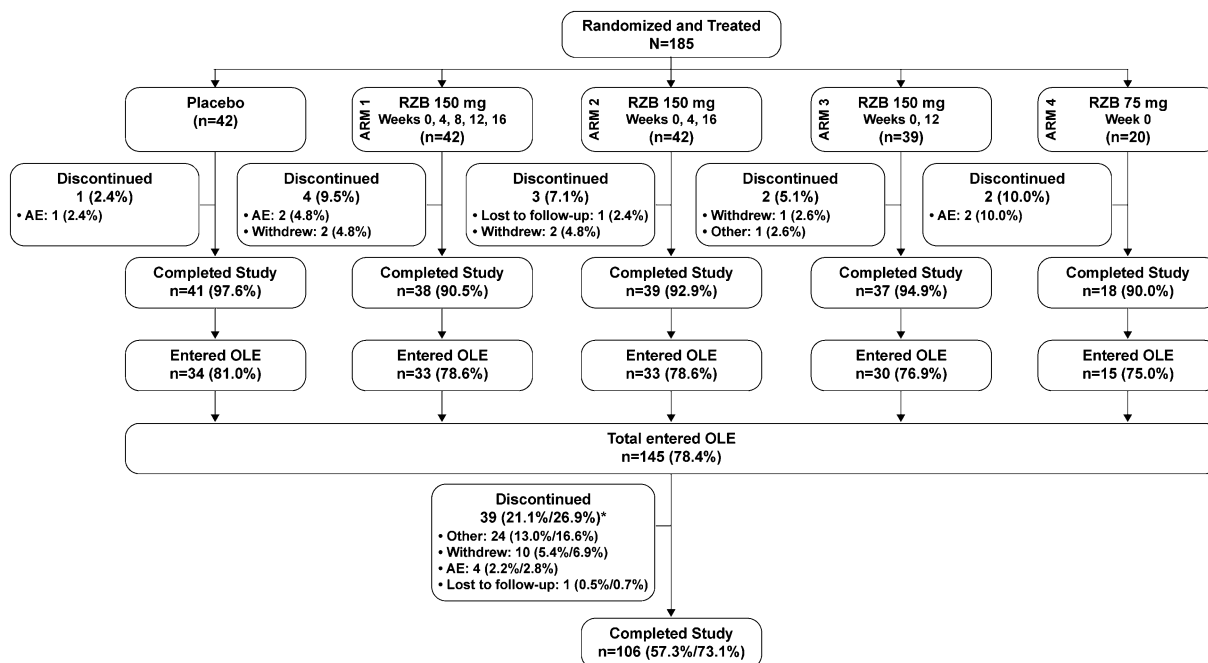 Randomized and Treated
N=185
Placebo
(n=42)
ARM 1
RZB 150 mg
Weeks 0, 4, 8, 12, 16
(n=42)
ARM 2
RZB 150 mg
Weeks 0, 4, 16
(n=42)
ARM 3
RZB 150 mg
Weeks 0, 12
(n=39)
ARM 4
RZB 75 mg
Week 0
(n=20)
Discontinued
1 (2.4%)
• AE: 1 (2.4%)
Discontinued
4 (9.5%)
• AE: 2 (4.8%)
• Withdrew: 2 (4.8%)
Discontinued
3 (7.1%)
• Lost to follow-up: 1 (2.4%)
• Withdrew: 2 (4.8%)
Discontinued
2 (5.1%)
• Withdrew: 1 (2.6%)
• Other: 1 (2.6%)
Discontinued
2 (10.0%)
• AE: 2 (10.0%)
Completed Study
n=41 (97.6%)
Completed Study
n=38 (90.5%)
Completed Study
n=39 (92.9%)
Completed Study
n=37 (94.9%)
Completed Study
n=18 (90.0%)
Entered OLE
n=34 (81.0%)
Entered OLE
n=33 (78.6%)
Entered OLE
n=33 (78.6%)
Entered OLE
n=30 (76.9%)
Entered OLE
n=15 (75.0%)
Total entered OLE
n=145 (78.4%)
Discontinued
39 (21.1%/26.9%)*
• Other: 24 (13.0%/16.6%)
• Withdrew: 10 (5.4%/6.9%)
• AE: 4 (2.2%/2.8%)
• Lost to follow-up: 1 (0.5%/0.7%)
Completed Study
n=106 (57.3%/73.1%)